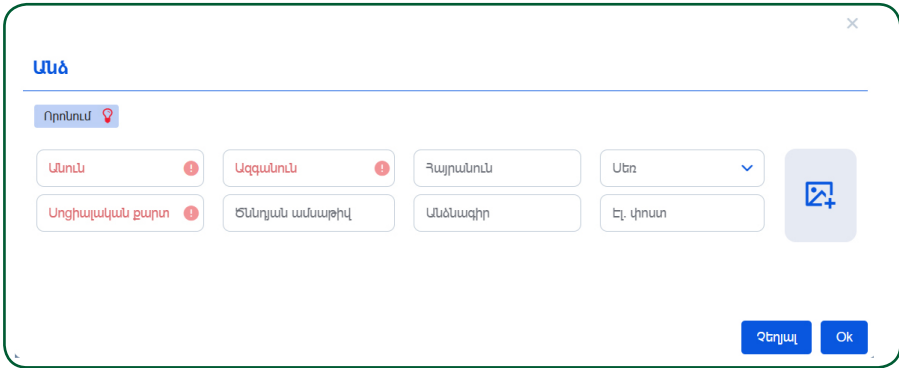 Անձ
Որոնում
Անուն Ազգանուն Հայրանուն Սեռ
Սոցիալական քարտ Ծննդյան ամսաթիվ Անձնագիր Էլ. փոստ
Չեղյալ Ok